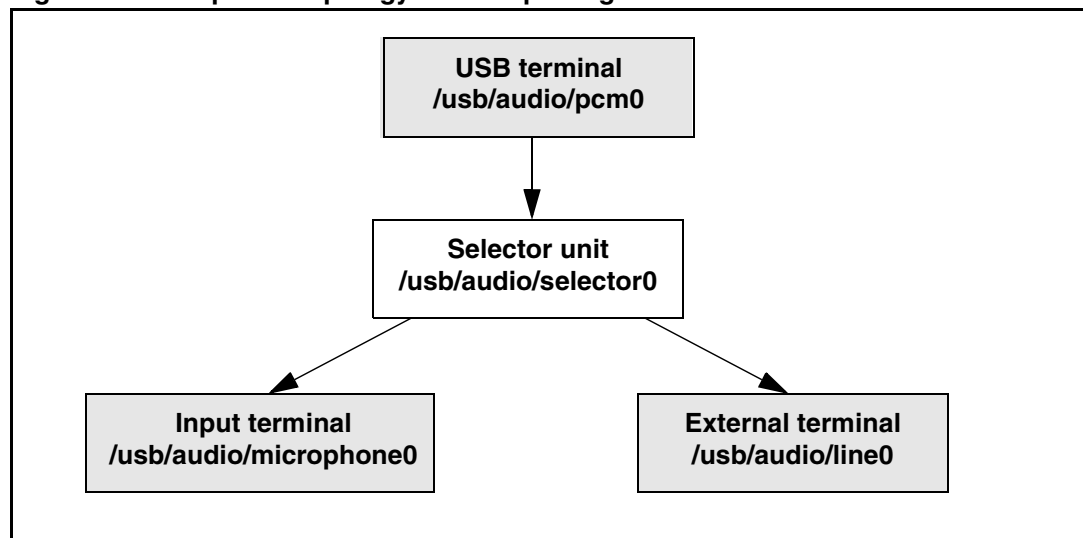 USB terminal
/usb/audio/pcm0
Selector unit
/usb/audio/selector0
Input terminal
/usb/audio/microphone0
External terminal
/usb/audio/line0